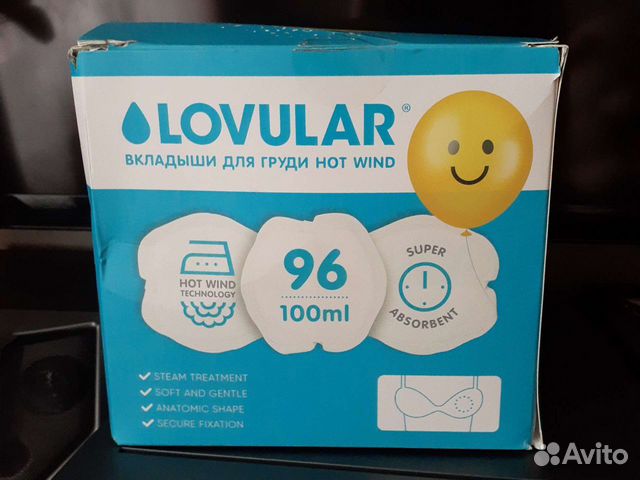 LOVULAR®
ВКЛАДЫШИ ДЛЯ ГРУДИ HOT WIND
HOT WIND
TECHNOLOGY
96
100ml
SUPER
ABSORBENT
STEAM TREATMENT
SOFT AND GENTLE
ANATOMIC SHAPE
SECURE FIXATION
Avito